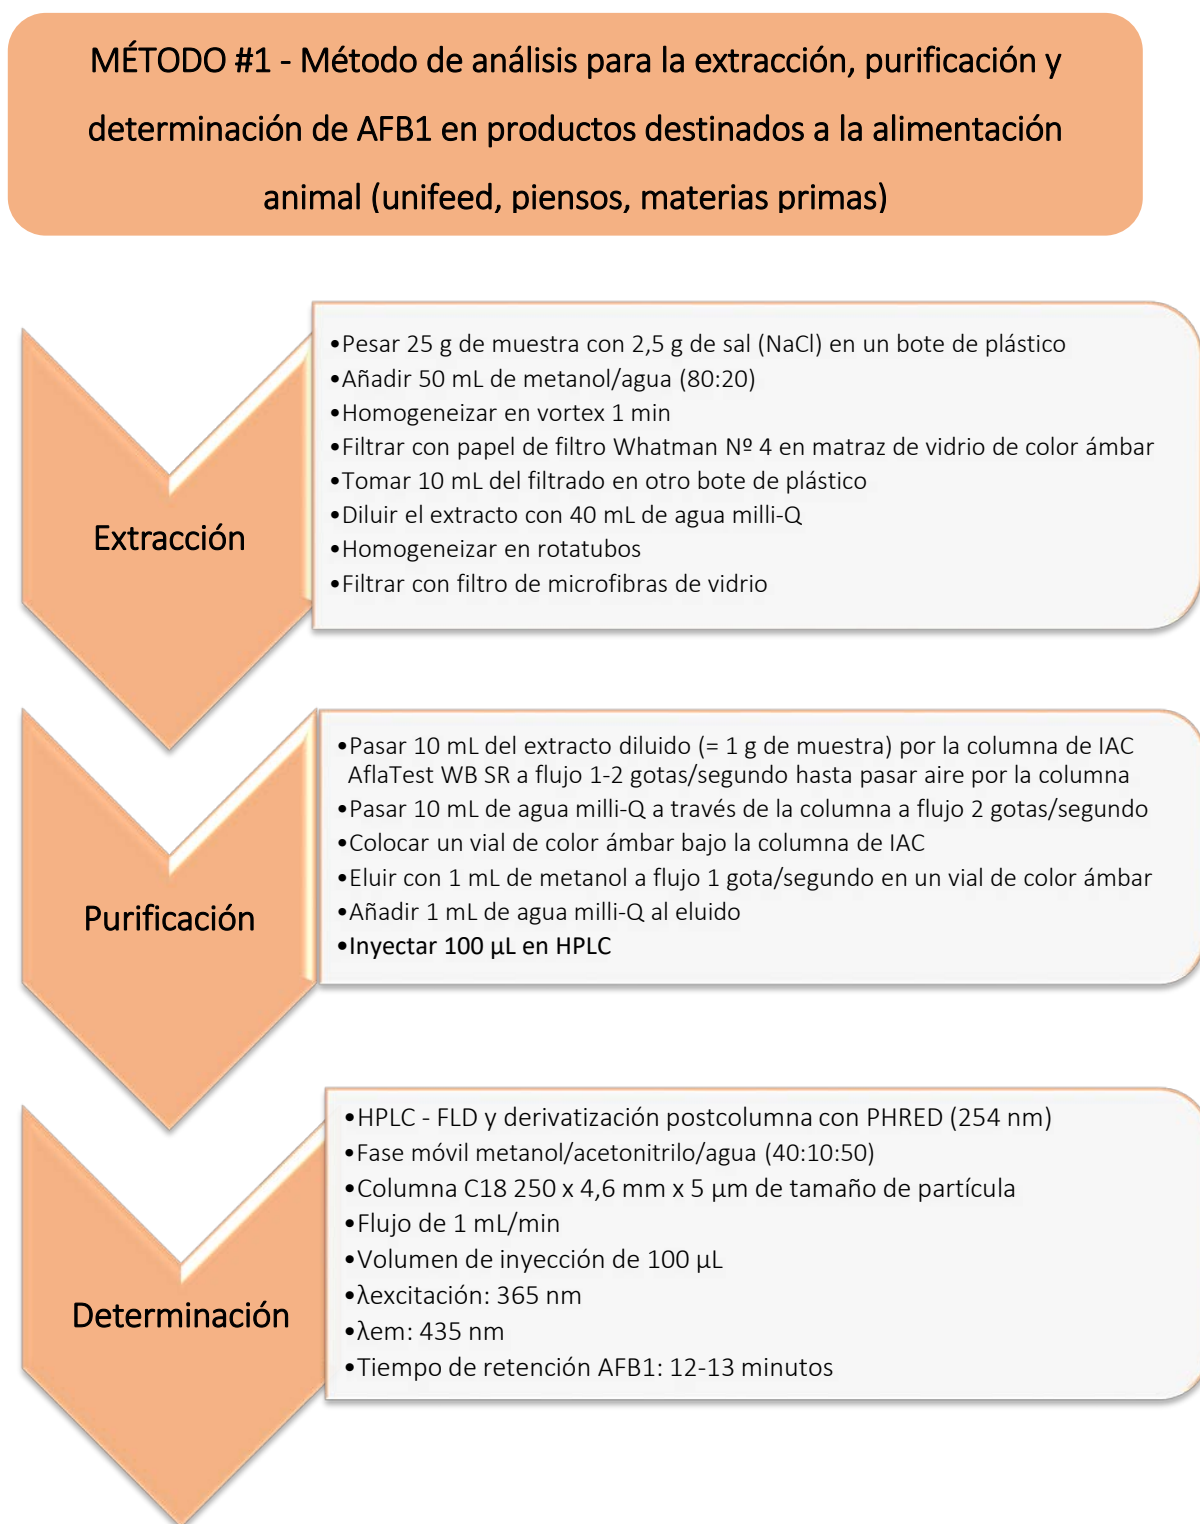 MÉTODO #1 - Método de análisis para la extracción, purificación y
determinación de AFB1 en productos destinados a la alimentación
animal (unifeed, piensos, materias primas)
Extracción
•Pesar 25 g de muestra con 2,5 g de sal (NaCl) en un bote de plástico
•Añadir 50 mL de metanol/agua (80:20)
•Homogeneizar en vortex 1 min
•Filtrar con papel de filtro Whatman Nº 4 en matraz de vidrio de color ámbar
•Tomar 10 mL del filtrado en otro bote de plástico
•Diluir el extracto con 40 mL de agua milli-Q
•Homogeneizar en rotatubos
•Filtrar con filtro de microfibras de vidrio
Purificación
•Pasar 10 mL del extracto diluido (= 1 g de muestra) por la columna de IAC
AflaTest WB SR a flujo 1-2 gotas/segundo hasta pasar aire por la columna
•Pasar 10 mL de agua milli-Q a través de la columna a flujo 2 gotas/segundo
•Colocar un vial de color ámbar bajo la columna de IAC
•Eluir con 1 mL de metanol a flujo 1 gota/segundo en un vial de color ámbar
•Añadir 1 mL de agua milli-Q al eluido
•Inyectar 100 µL en HPLC
Determinación
•HPLC - FLD y derivatización postcolumna con PHRED (254 nm)
•Fase móvil metanol/acetonitrilo/agua (40:10:50)
•Columna C18 250 x 4,6 mm x 5 µm de tamaño de partícula
•Flujo de 1 mL/min
•Volumen de inyección de 100 µL
•λexcitación: 365 nm
•λem: 435 nm
•Tiempo de retención AFB1: 12-13 minutos